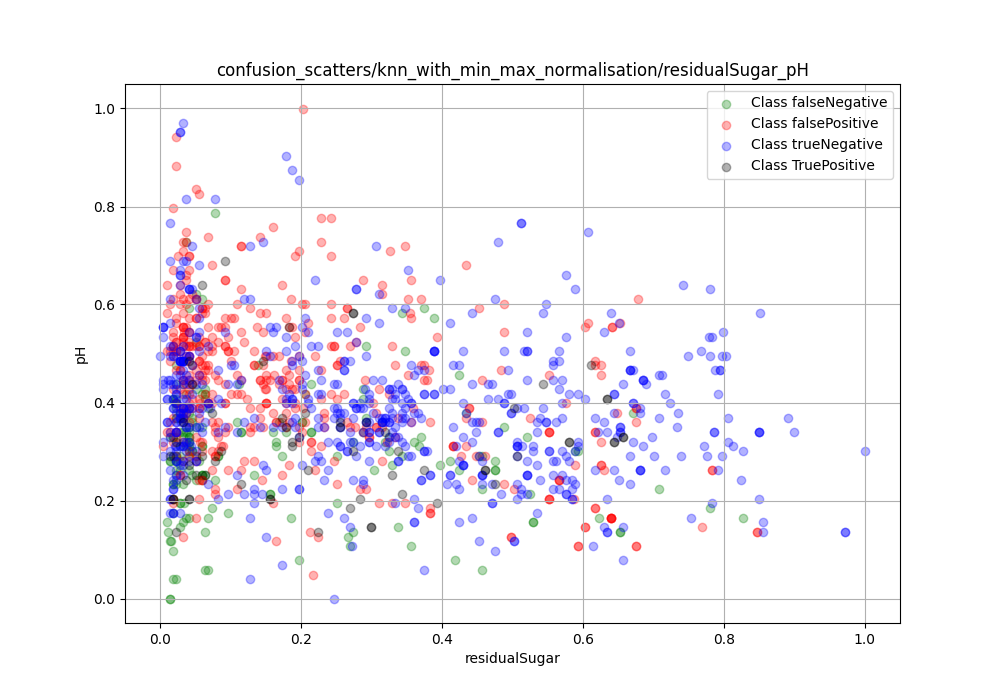 confusion_scatters/knn_with_min_max_normalisation/residualSugar_pH
Class falseNegative
Class falsePositive
Class trueNegative
Class TruePositive
1.0
0.8
0.6
0.4
0.2
0.0
pH
0.0 0.2 0.4 0.6 0.8 1.0
residualSugar